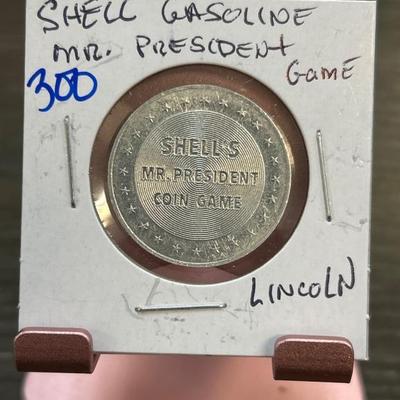 SHELL GASOLINE
MR. PRESIDENT
GAME
300
SHELL'S
MR. PRESIDENT
COIN GAME
LINCOLN